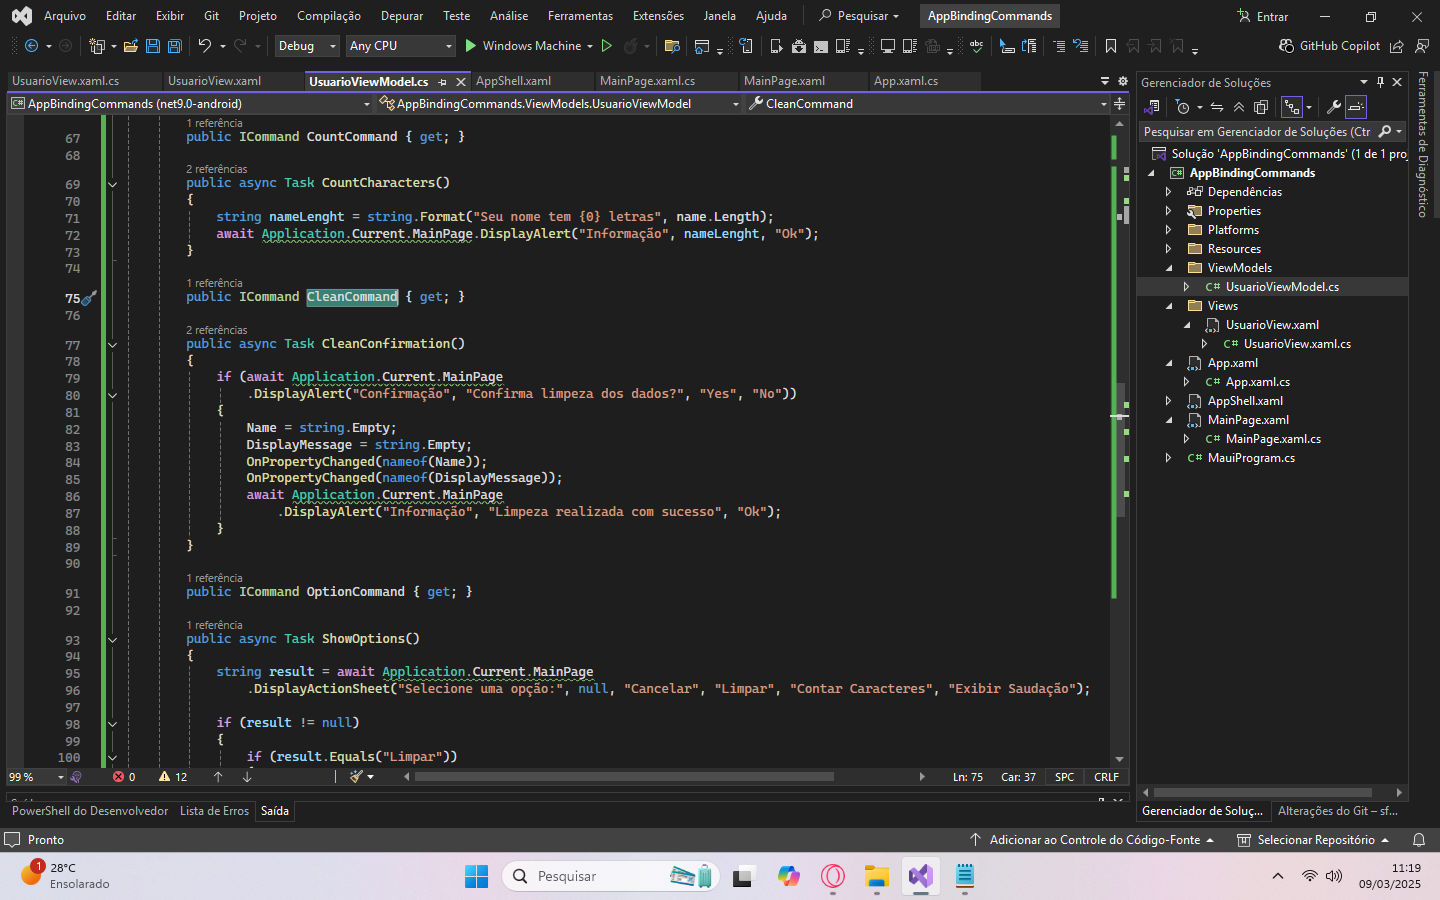 Arquivo Editar Exibir Git Projeto Compilação Depurar Teste Análise Ferramentas Extensões Janela Ajuda Pesquisar AppBindingCommands Entrar
Debug Any CPU Windows Machine GitHub Copilot
UsuarioView.xaml.cs UsuarioView.xaml UsuarioViewModel.cs AppShell.xaml MainPage.xaml.cs MainPage.xaml App.xaml.cs
AppBindingCommands (net9.0-android) AppBindingCommands.ViewModels.UsuarioViewModel CleanCommand
1 referência
67 public ICommand CountCommand { get; }
68
2 referências
69 public async Task CountCharacters()
70 {
71 string nameLenght = string.Format("Seu nome tem {0} letras", name.Length);
72 await Application.Current.MainPage.DisplayAlert("Informação", nameLenght, "Ok");
73 }
74
1 referência
75 public ICommand CleanCommand { get; }
76
2 referências
77 public async Task CleanConfirmation()
78 {
79 if (await Application.Current.MainPage
80 .DisplayAlert("Confirmação", "Confirma limpeza dos dados?", "Yes", "No"))
81 {
82 Name = string.Empty;
83 DisplayMessage = string.Empty;
84 OnPropertyChanged(nameof(Name));
85 OnPropertyChanged(nameof(DisplayMessage));
86 await Application.Current.MainPage
87 .DisplayAlert("Informação", "Limpeza realizada com sucesso", "Ok");
88 }
89 }
90
1 referência
91 public ICommand OptionCommand { get; }
92
1 referência
93 public async Task ShowOptions()
94 {
95 string result = await Application.Current.MainPage
96 .DisplayActionSheet("Selecione uma opção:", null, "Cancelar", "Limpar", "Contar Caracteres", "Exibir Saudação");
97
98 if (result != null)
99 {
100 if (result.Equals("Limpar"))
99 % 0 12 Ln: 75 Car: 37 SPC CRLF
PowerShell do Desenvolvedor Lista de Erros Saída
Gerenciador de Soluções
Pesquisar em Gerenciador de Soluções (Ctr
Solução 'AppBindingCommands' (1 de 1 proj
AppBindingCommands
Dependências
Properties
Platforms
Resources
ViewModels
C# UsuarioViewModel.cs
Views
UsuarioView.xaml
C# UsuarioView.xaml.cs
App.xaml
C# App.xaml.cs
AppShell.xaml
MainPage.xaml
C# MainPage.xaml.cs
C# MauiProgram.cs
Gerenciador de Soluç... Alterações do Git – sf...
Ferramentas de Diagnóstico
Pronto Adicionar ao Controle do Código-Fonte Selecionar Repositório
1
28°C
Ensolarado
Pesquisar
11:19
09/03/2025